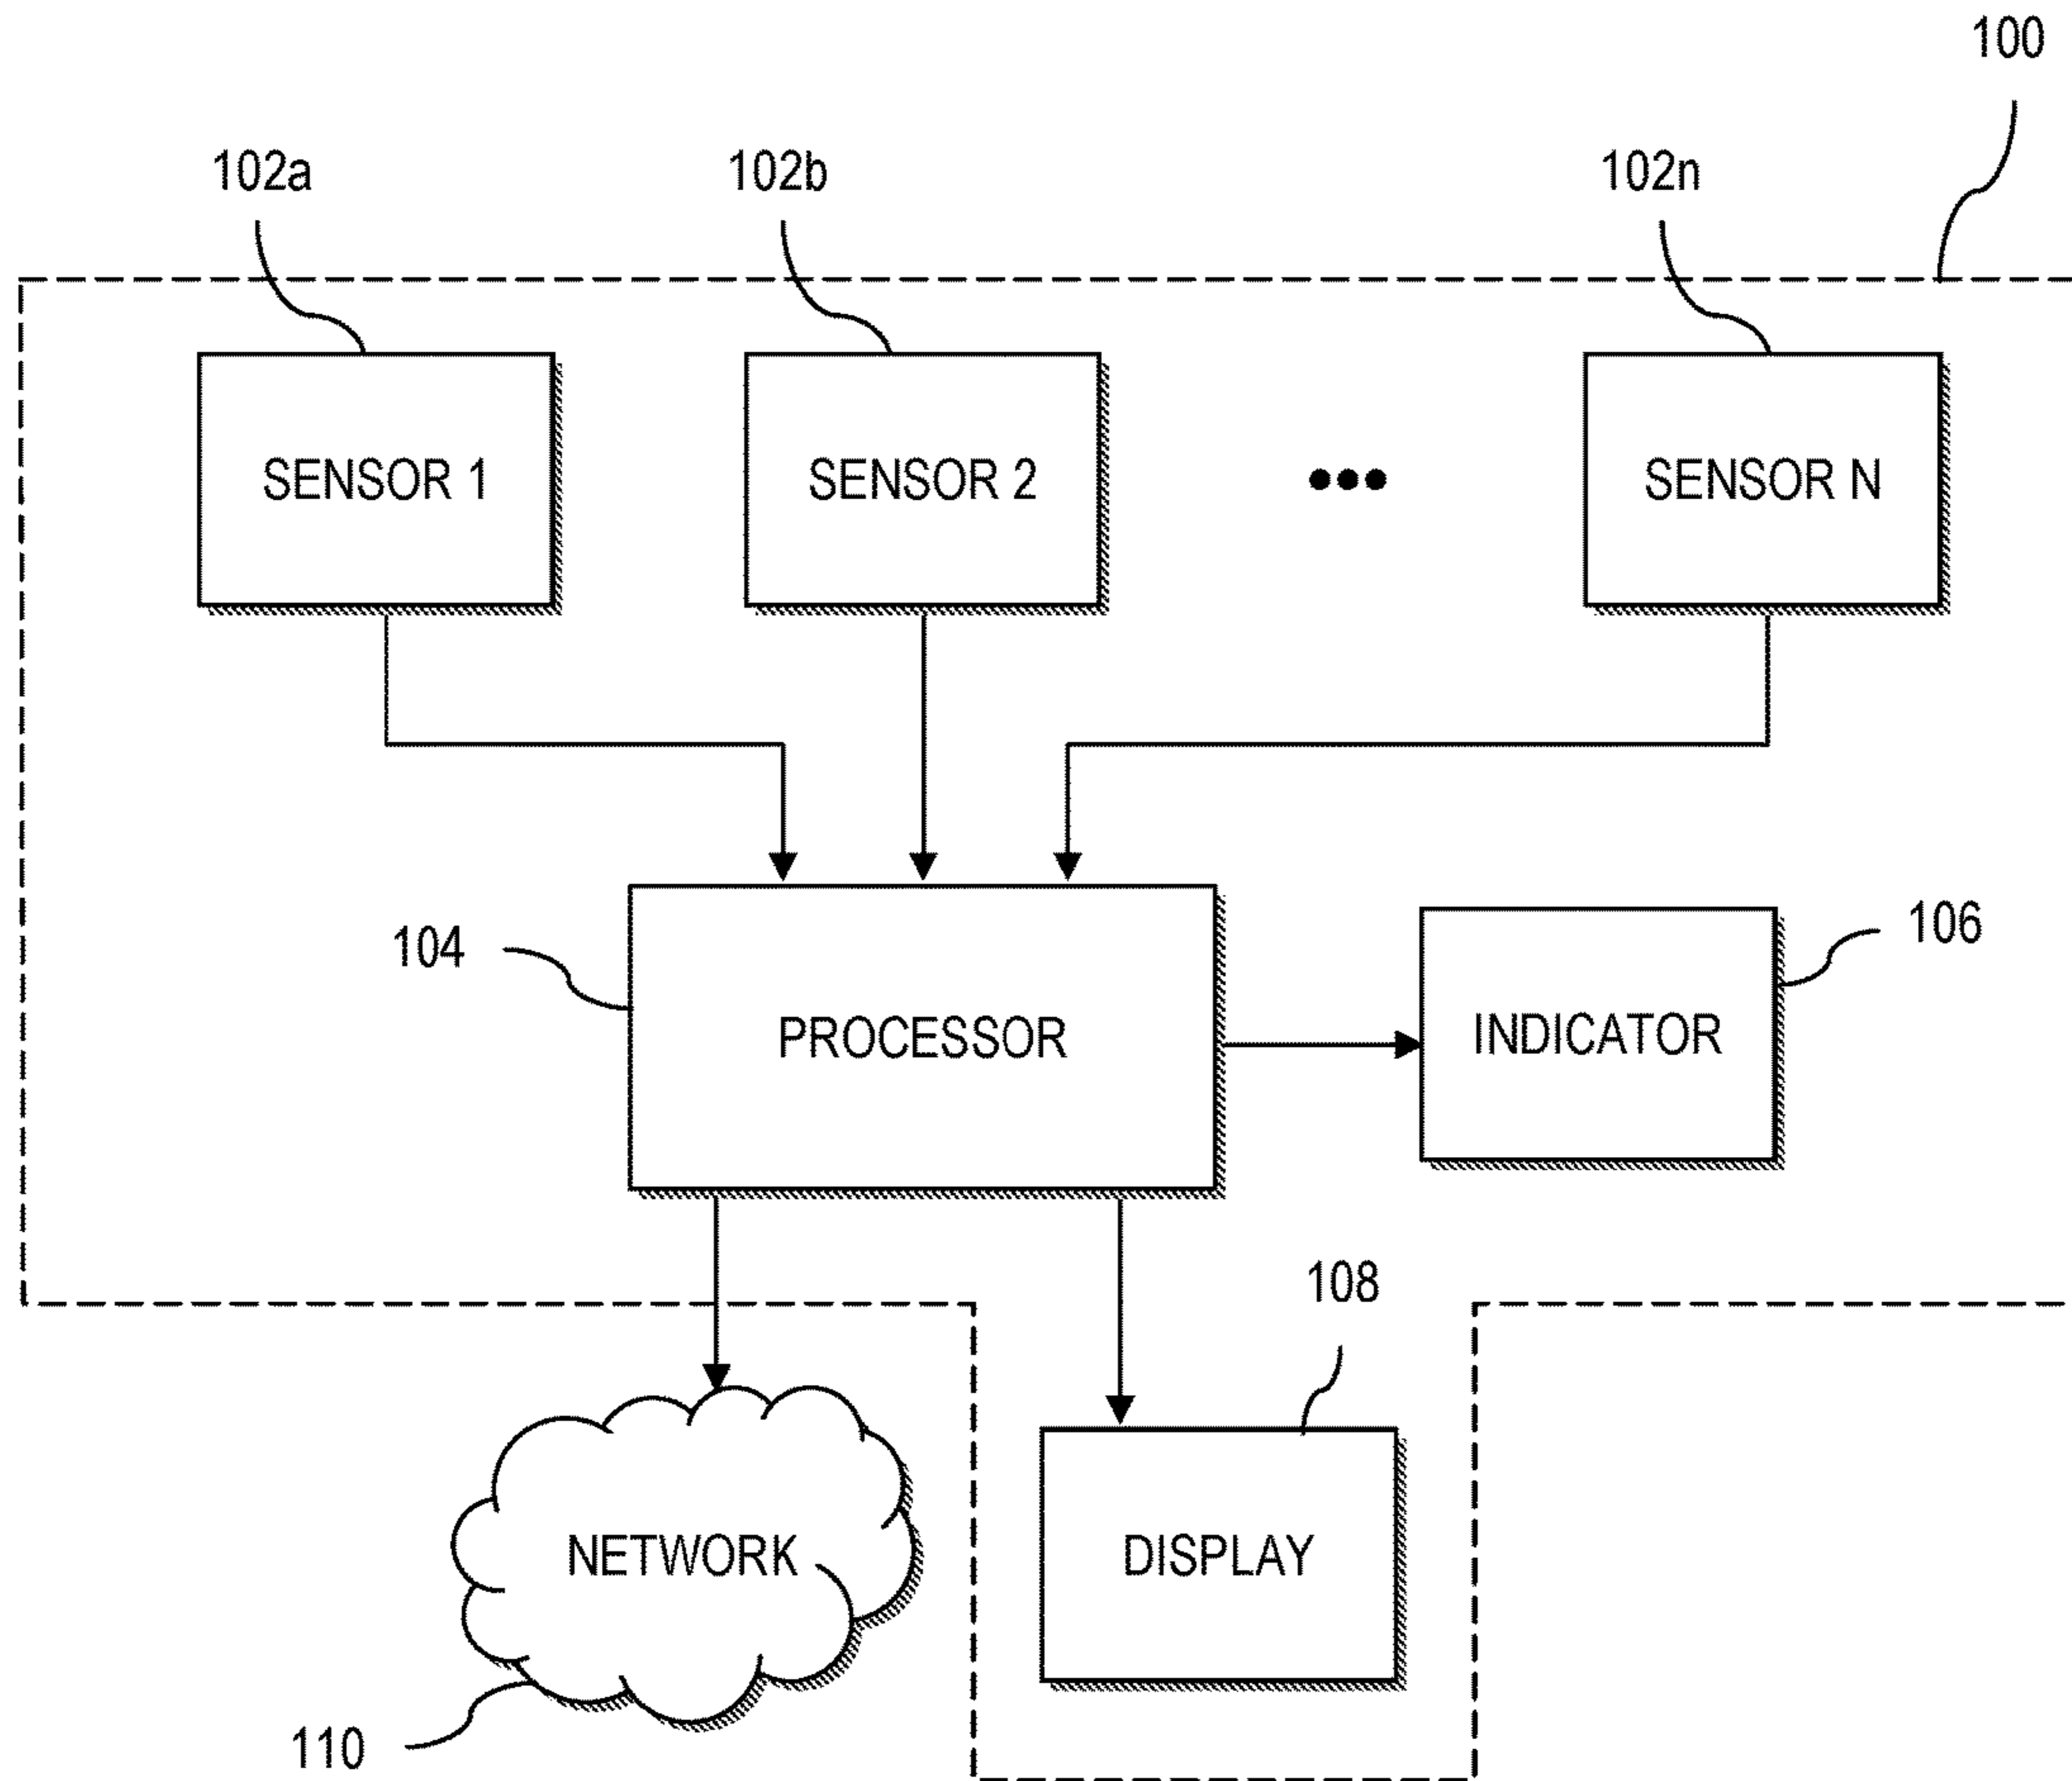 100
102a
102b
102n
SENSOR 1
SENSOR 2
SENSOR N
104
PROCESSOR
106
INDICATOR
108
NETWORK
DISPLAY
110